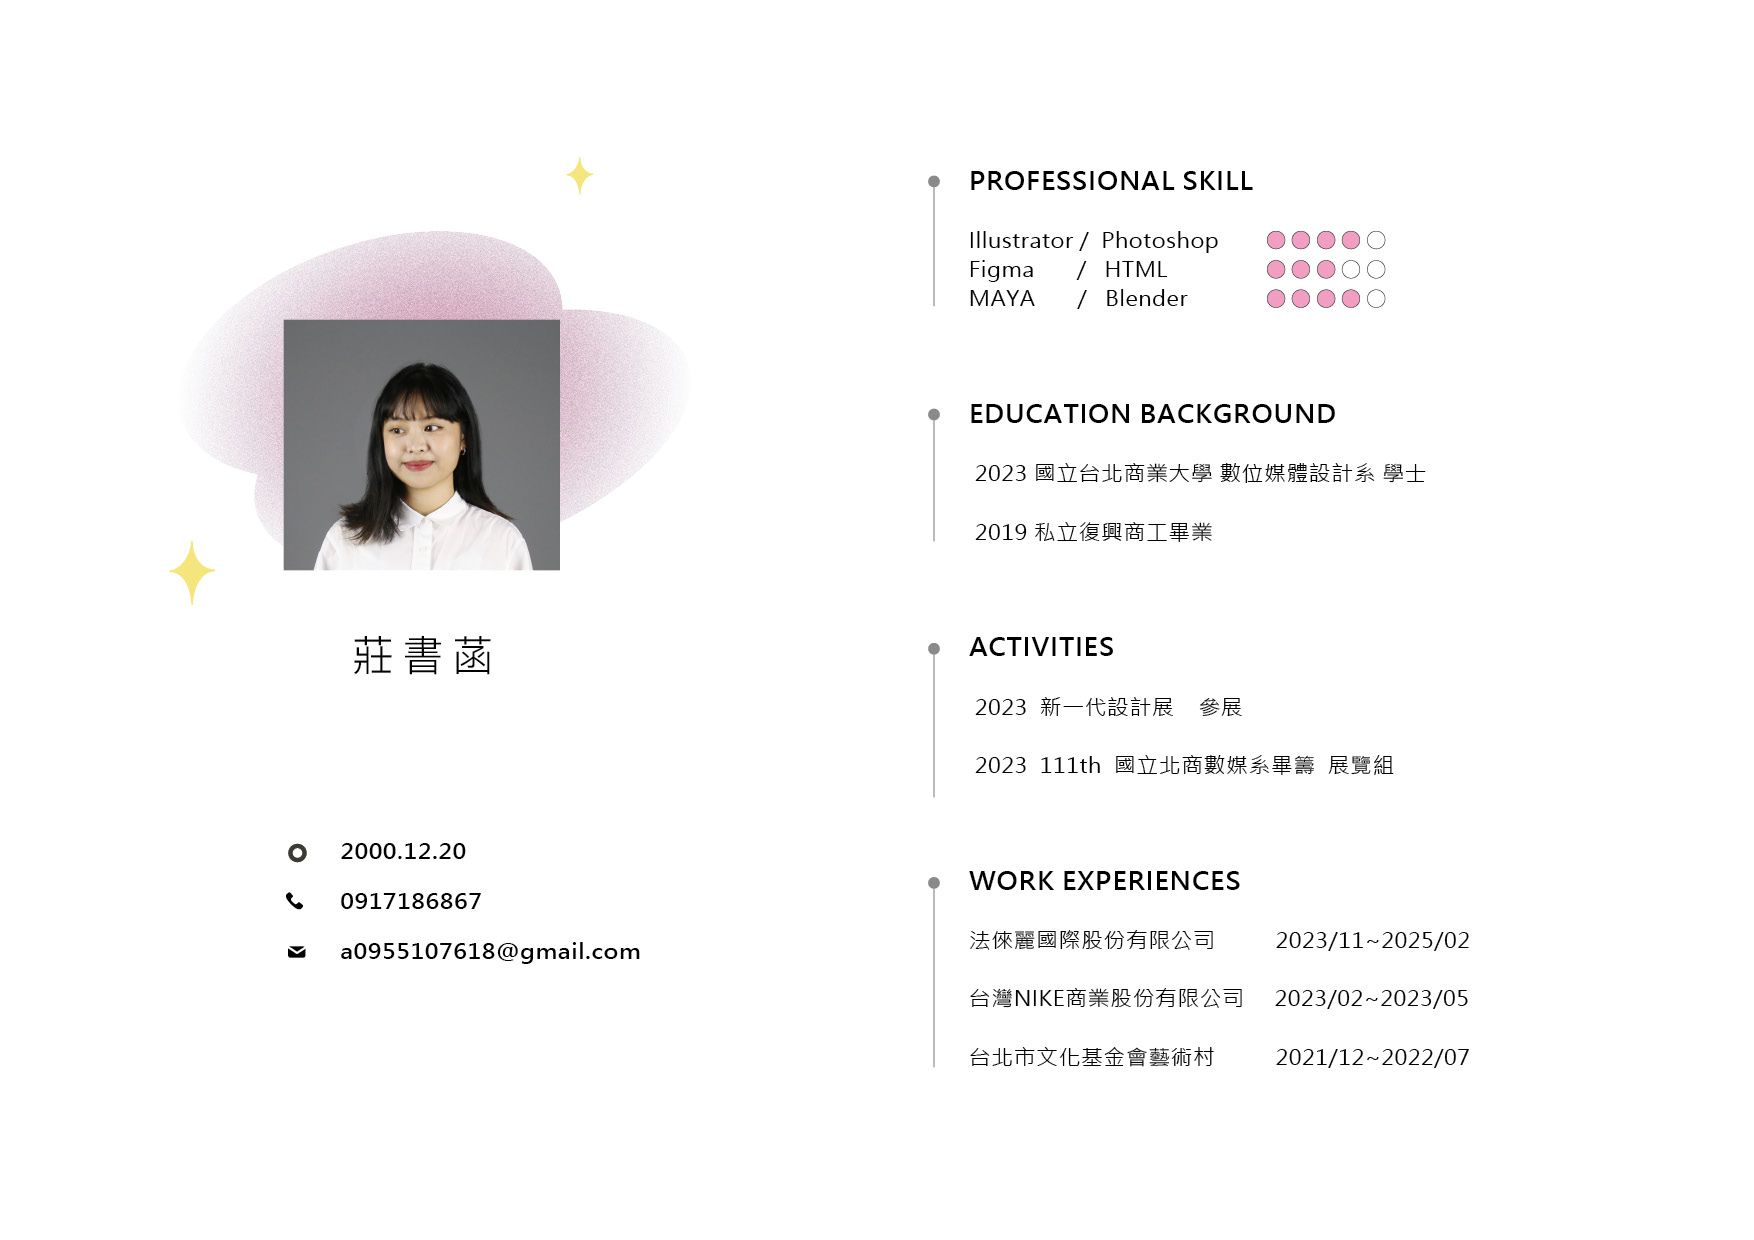 莊書菡
2000.12.20
0917186867
a0955107618@gmail.com
PROFESSIONAL SKILL
Illustrator / Photoshop
Figma / HTML
MAYA / Blender
EDUCATION BACKGROUND
2023 國立台北商業大學 數位媒體設計系 學士
2019 私立復興商工畢業
ACTIVITIES
2023 新一代設計展 參展
2023 111th 國立北商數媒系畢籌 展覽組
WORK EXPERIENCES
法倈麗國際股份有限公司 2023/11~2025/02
台灣NIKE商業股份有限公司 2023/02~2023/05
台北市文化基金會藝術村 2021/12~2022/07